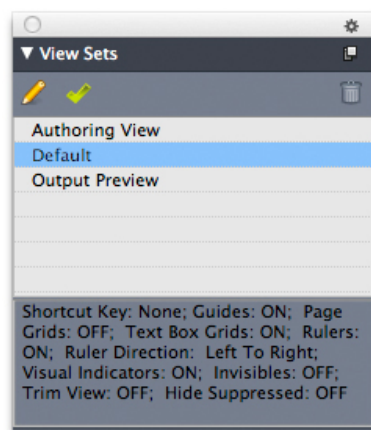 View Sets
Authoring View
Default
Output Preview
Shortcut Key: None; Guides: ON; Page
Grids: OFF; Text Box Grids: ON; Rulers:
ON; Ruler Direction: Left To Right;
Visual Indicators: ON; Invisibles: OFF;
Trim View: OFF; Hide Suppressed: OFF